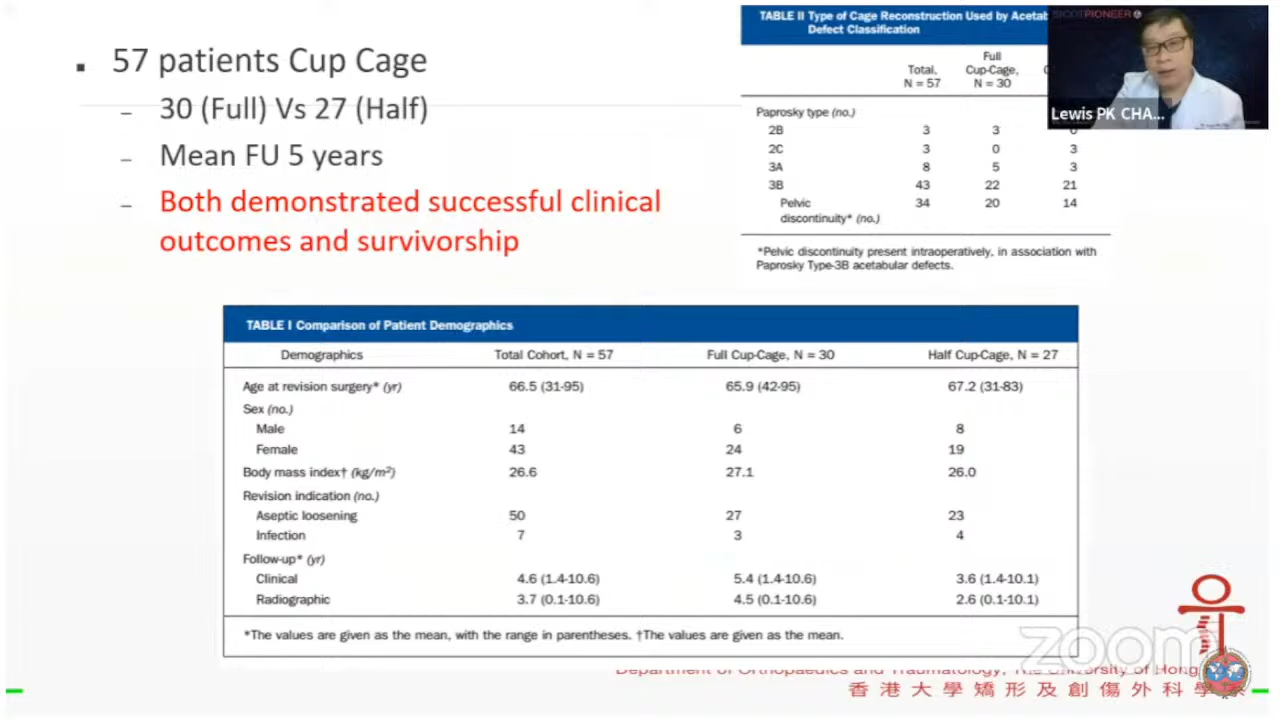 57 patients Cup Cage
30 (Full) Vs 27 (Half)
Mean FU 5 years
Both demonstrated successful clinical
outcomes and survivorship
TABLE II Type of Cage Reconstruction Used by
Defect Classification
Total, N = 57
Full Cup-Cage, N = 30
Paprosky type (no.)
2B 3 3 0
2C 3 0 3
3A 8 5 3
3B 43 22 21
Pelvic discontinuity* (no.) 34 20 14
*Pelvic discontinuity present intraoperatively, in association with
Paprosky Type-3B acetabular defects.
SICOT PIONEER
Lewis PK CHA...
TABLE I Comparison of Patient Demographics
Demographics Total Cohort, N = 57 Full Cup-Cage, N = 30 Half Cup-Cage, N = 27
Age at revision surgery* (yr) 66.5 (31-95) 65.9 (42-95) 67.2 (31-83)
Sex (no.)
Male 14 6 8
Female 43 24 19
Body mass index† (kg/m²) 26.6 27.1 26.0
Revision indication (no.)
Aseptic loosening 50 27 23
Infection 7 3 4
Follow-up* (yr)
Clinical 4.6 (1.4-10.6) 5.4 (1.4-10.6) 3.6 (1.4-10.1)
Radiographic 3.7 (0.1-10.6) 4.5 (0.1-10.6) 2.6 (0.1-10.1)
*The values are given as the mean, with the range in parentheses. †The values are given as the mean.
zoom
Department of Orthopaedics and Traumatology, The University of Hong
香港大學矯形及創傷外科學系